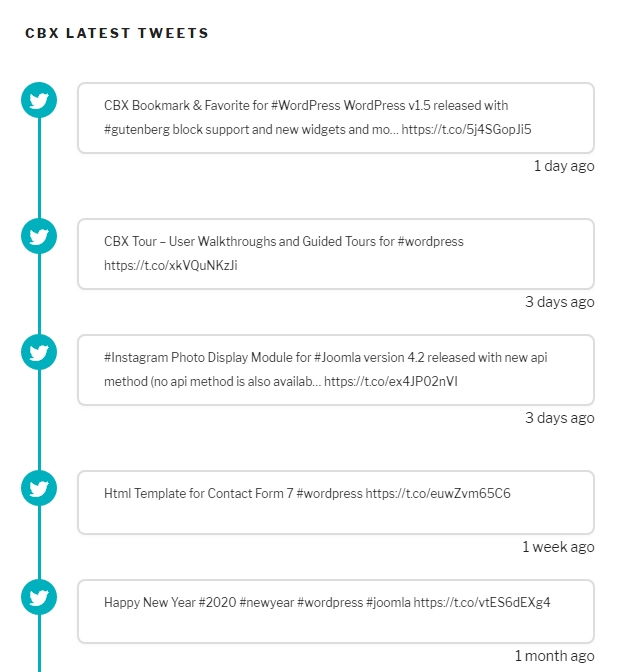 CBX LATEST TWEETS
CBX Bookmark & Favorite for #WordPress WordPress v1.5 released with
#gutenberg block support and new widgets and mo... https://t.co/5j4SGopJi5
1 day ago
CBX Tour – User Walkthroughs and Guided Tours for #wordpress
https://t.co/xkVQuNKzJi
3 days ago
#Instagram Photo Display Module for #Joomla version 4.2 released with new api
method (no api method is also availab... https://t.co/ex4JP02nVI
3 days ago
Html Template for Contact Form 7 #wordpress https://t.co/euwZvm65C6
1 week ago
Happy New Year #2020 #newyear #wordpress #joomla https://t.co/vtES6dEXg4
1 month ago